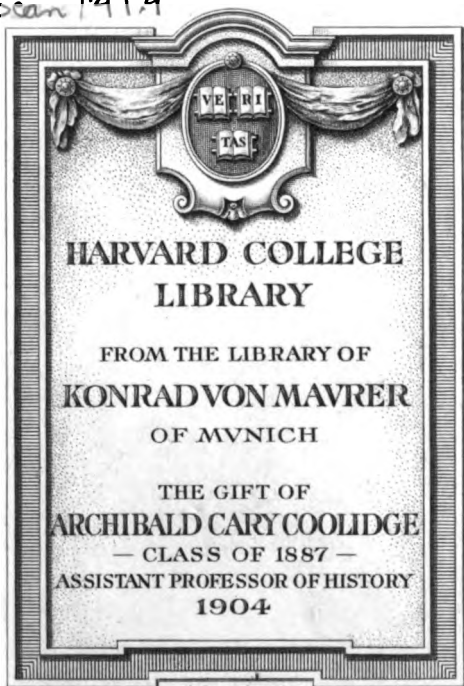 VE RI
TAS
HARVARD COLLEGE
LIBRARY
FROM THE LIBRARY OF
KONRAD VON MAVRER
OF MVNICH
THE GIFT OF
ARCHIBALD CARY COOLIDGE
— CLASS OF 1887 —
ASSISTANT PROFESSOR OF HISTORY
1904